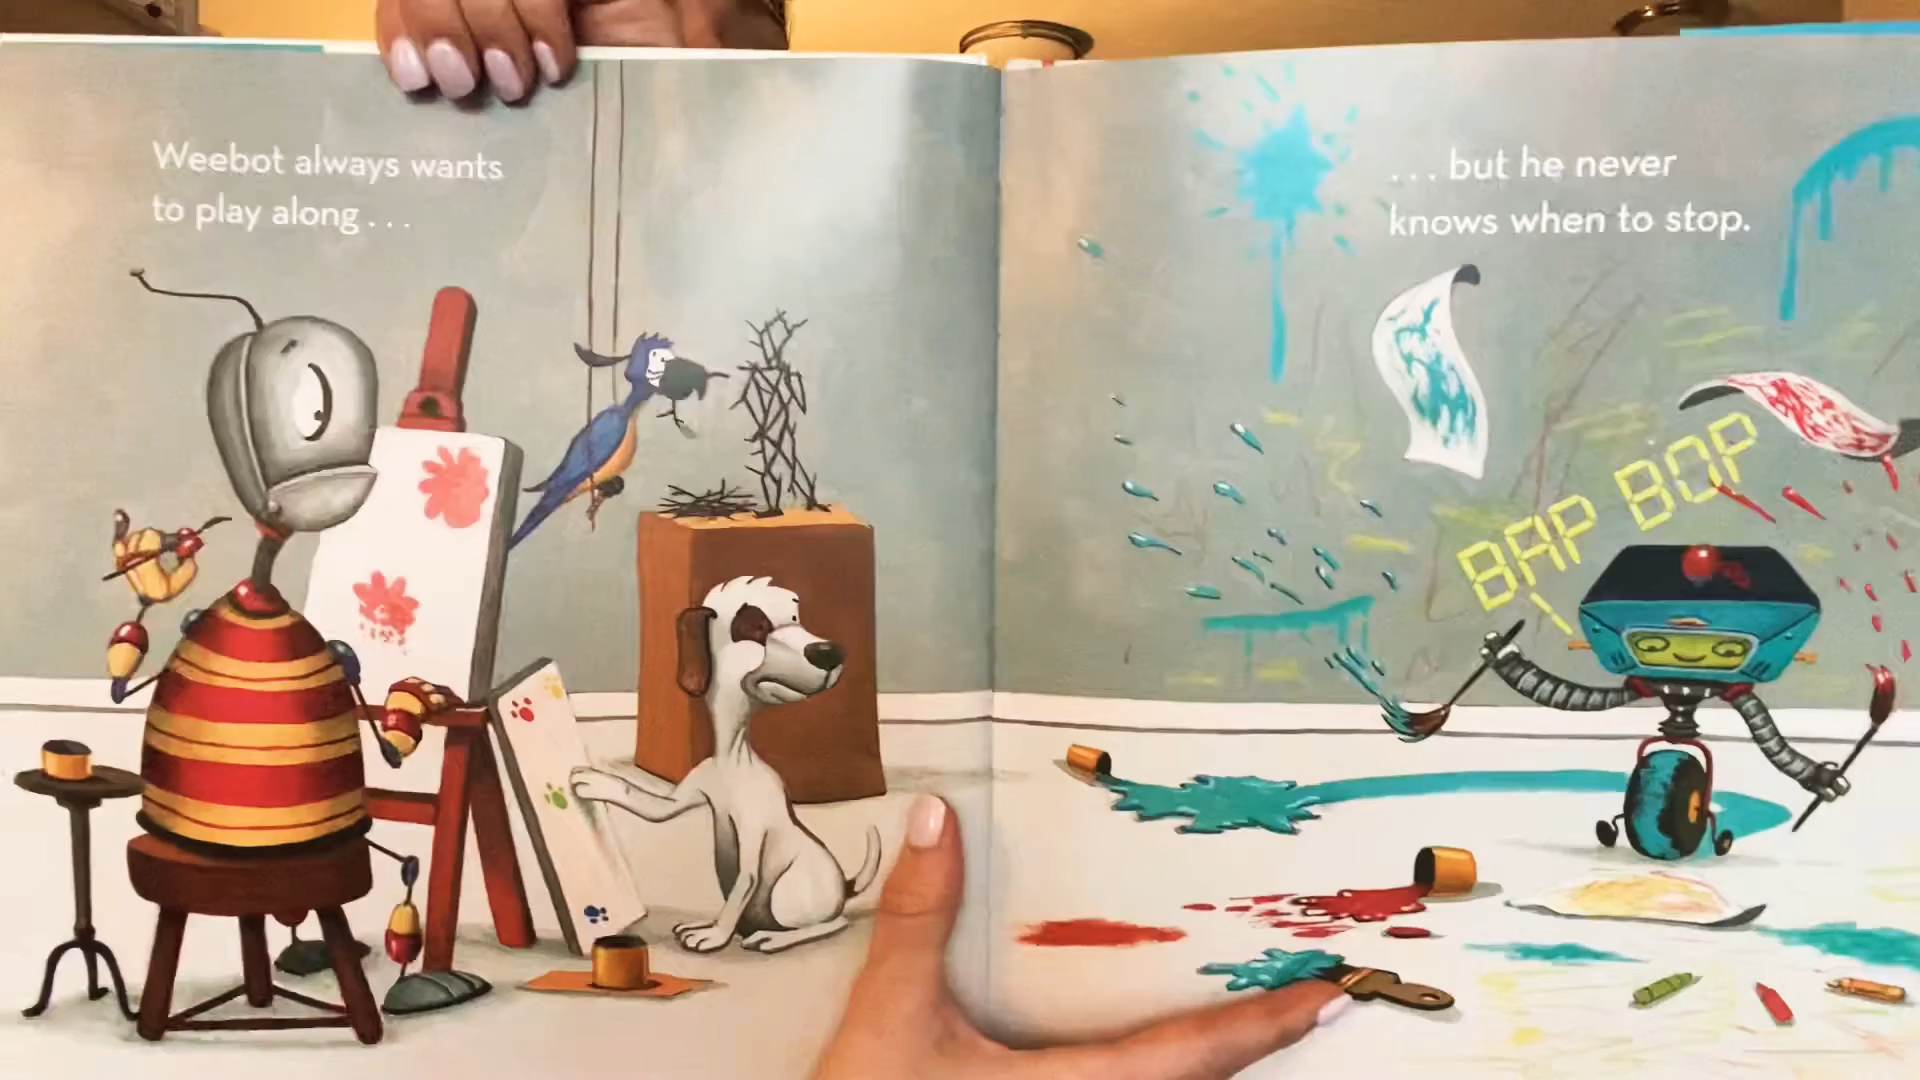 Weebot always wants
to play along . . .
. . . but he never
knows when to stop.
BAP BOP